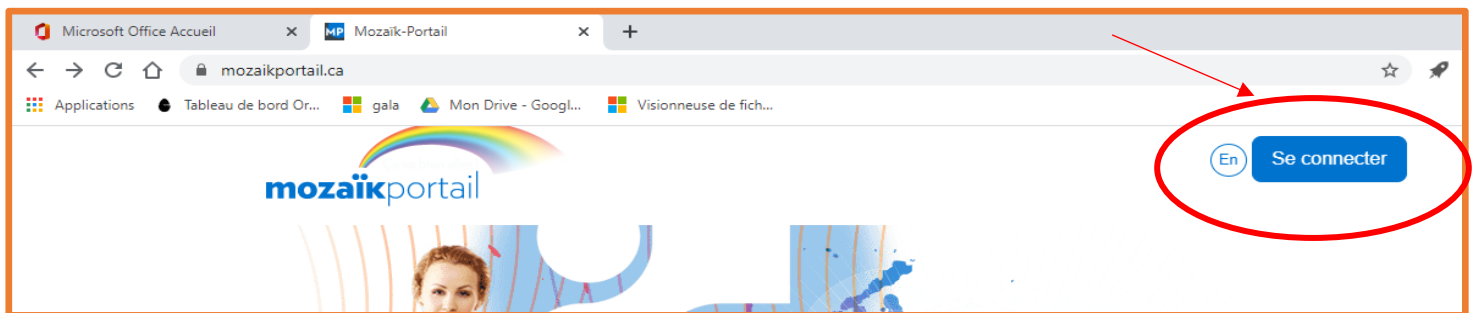 Microsoft Office Accueil
MP Mozaïk-Portail
mozaikportail.ca
Applications Tableau de bord Or... gala Mon Drive - Googl... Visionneuse de fich...
mozaïkportail
En Se connecter